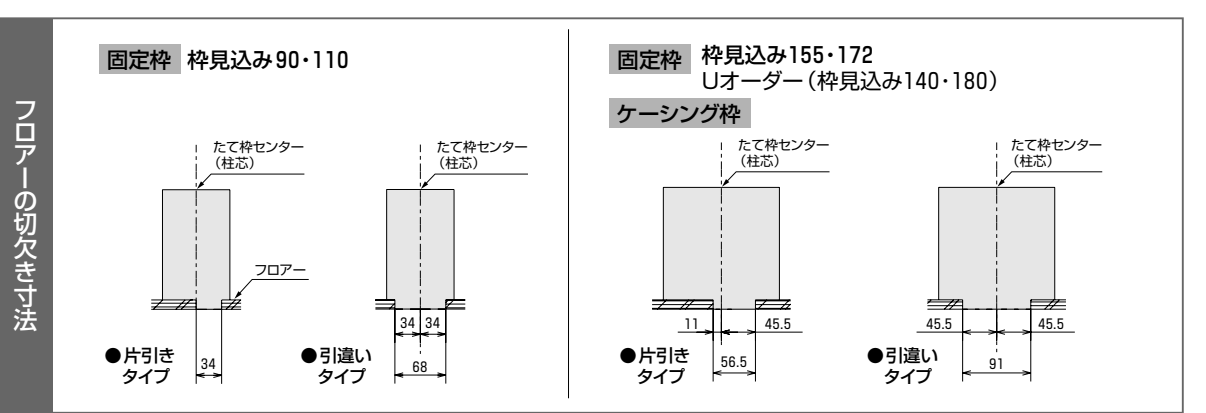 フロアーの切欠き寸法
固定枠 枠見込み90・110
たて枠センター
（柱芯）
フロアー
●片引き
タイプ
34
たて枠センター
（柱芯）
34 34
68
●引違い
タイプ
固定枠 枠見込み155・172
Uオーダー（枠見込み140・180）
ケーシング枠
たて枠センター
（柱芯）
11 45.5
56.5
●片引き
タイプ
たて枠センター
（柱芯）
45.5 45.5
91
●引違い
タイプ